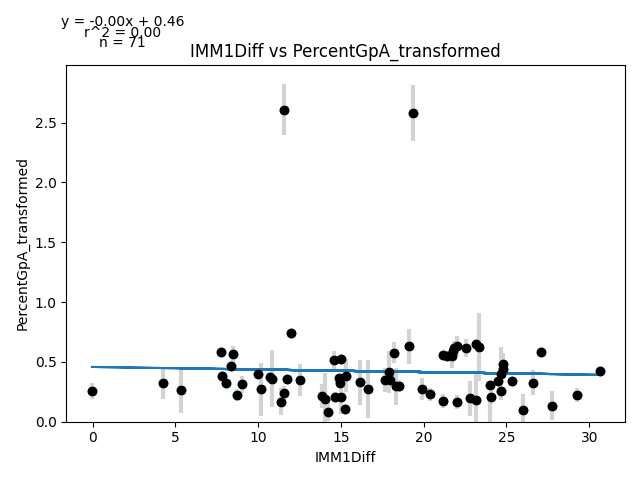 y = -0.00x + 0.46
r^2 = 0.00
n = 71
IMM1Diff vs PercentGpA_transformed
PercentGpA_transformed
2.5
2.0
1.5
1.0
0.5
0.0
0 5 10 15 20 25 30
IMM1Diff